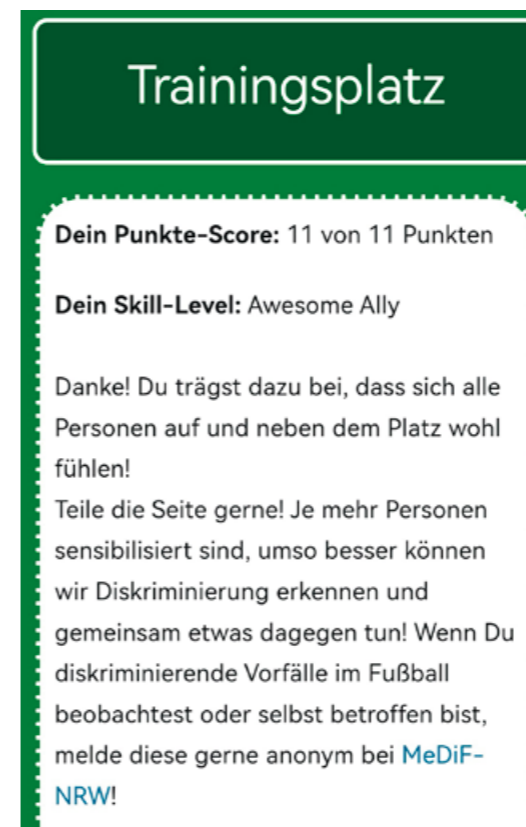 Trainingsplatz
Dein Punkte-Score: 11 von 11 Punkten
Dein Skill-Level: Awesome Ally
Danke! Du trägst dazu bei, dass sich alle
Personen auf und neben dem Platz wohl
fühlen!
Teile die Seite gerne! Je mehr Personen
sensibilisiert sind, umso besser können
wir Diskriminierung erkennen und
gemeinsam etwas dagegen tun! Wenn Du
diskriminierende Vorfälle im Fußball
beobachtest oder selbst betroffen bist,
melde diese gerne anonym bei MeDiF-
NRW!